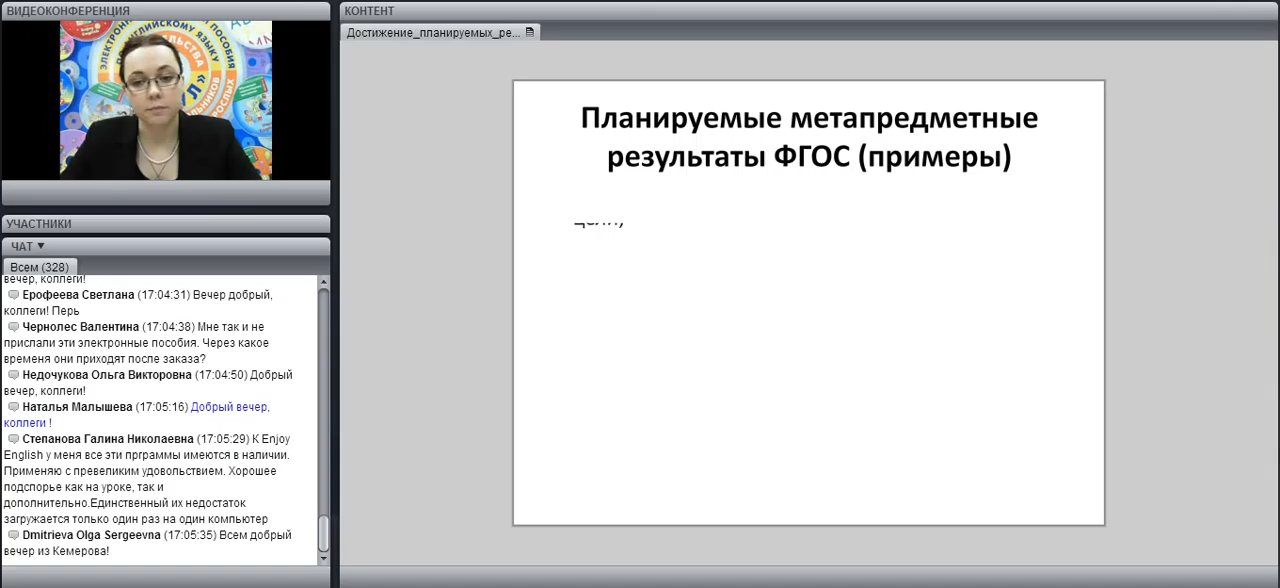 ВИДЕОКОНФЕРЕНЦИЯ
ЭЛЕКТРОННЫЕ ПОСОБИЯ
АНГЛИЙСКОМУ ЯЗЫКУ
УЧАСТНИКИ
ЧАТ ▼
Всем (328)
вечер, коллеги!
Ерофеева Светлана (17:04:31) Вечер добрый,
коллеги! Перь
Чернолес Валентина (17:04:38) Мне так и не
прислали эти электронные пособия. Через какое
временя они приходят после заказа?
Недочукова Ольга Викторовна (17:04:50) Добрый
вечер, коллеги!
Наталья Малышева (17:05:16) Добрый вечер,
коллеги !
Степанова Галина Николаевна (17:05:29) К Enjoy
English у меня все эти прграммы имеются в наличии.
Применяю с превеликим удовольствием. Хорошее
подспорье как на уроке, так и
дополнительно.Единственный их недостаток
загружается только один раз на один компьютер
Dmitrieva Olga Sergeevna (17:05:35) Всем добрый
вечер из Кемерова!
КОНТЕНТ
Достижение_планируемых_ре...
Планируемые метапредметные
результаты ФГОС (примеры)